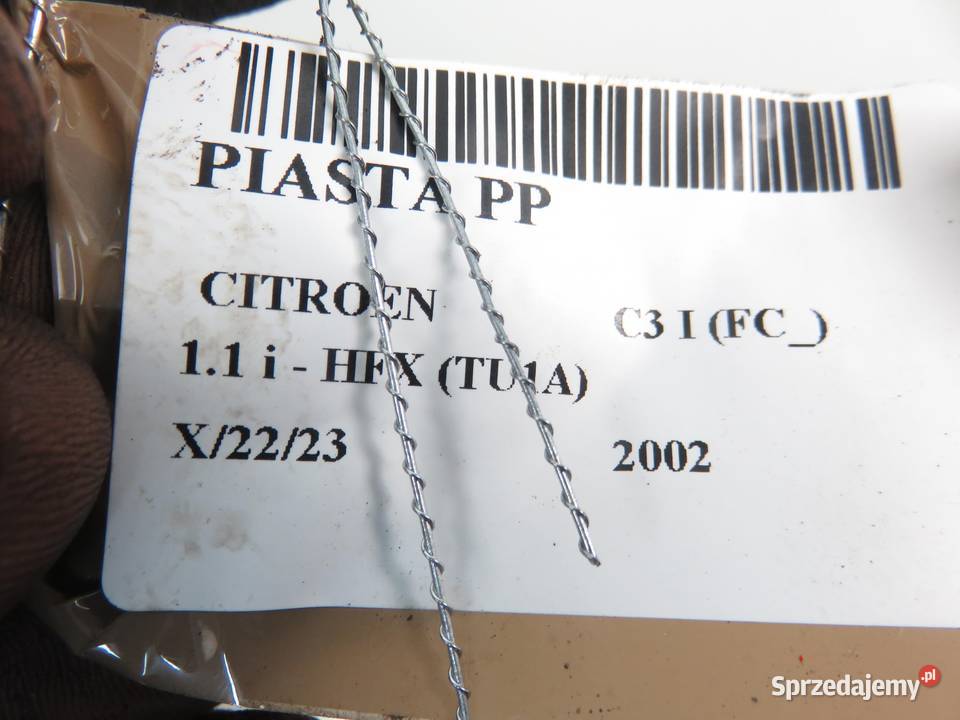 PIASTA PP
CITROEN C3 I (FC_)
1.1 i - HFX (TU1A)
X/22/23 2002
Sprzedajemy.pl